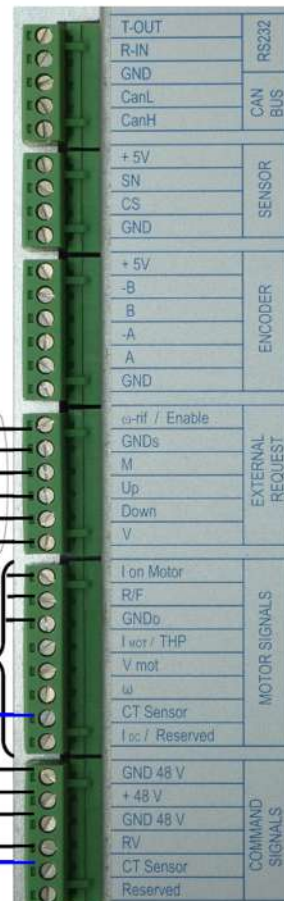 T-OUT
R-IN
GND
CanL
CanH
RS232
CAN
BUS
+ 5V
SN
CS
GND
SENSOR
+ 5V
-B
B
-A
A
GND
ENCODER
ω-rif / Enable
GNDs
M
Up
Down
V
EXTERNAL
REQUEST
I on Motor
R/F
GNDo
I MOT / THP
V mot
ω
CT Sensor
I DC / Reserved
MOTOR SIGNALS
GND 48 V
+ 48 V
GND 48 V
RV
CT Sensor
Reserved
COMMAND
SIGNALS